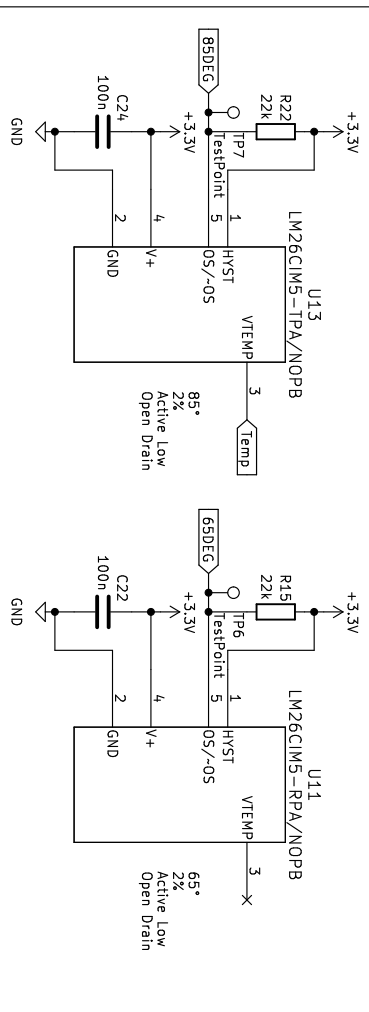 +3.3V
R22
22k
85DEG
TP7
TestPoint
+3.3V
C24
100n
GND
U13
LM26CIM5-TPA/NOPB
1
HYST
5
OS/~OS
4
V+
2
GND
VTEMP
3
Temp
85°
2%
Active Low
Open Drain
+3.3V
R15
22k
65DEG
TP6
TestPoint
+3.3V
C22
100n
GND
U11
LM26CIM5-RPA/NOPB
1
HYST
5
OS/~OS
4
V+
2
GND
VTEMP
3
65°
2%
Active Low
Open Drain